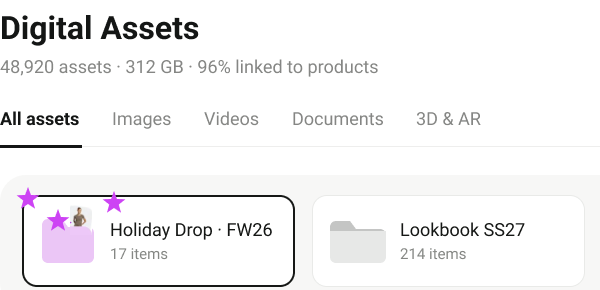 Digital Assets
48,920 assets · 312 GB · 96% linked to products
All assets Images Videos Documents 3D & AR
Holiday Drop · FW26
17 items
Lookbook SS27
214 items